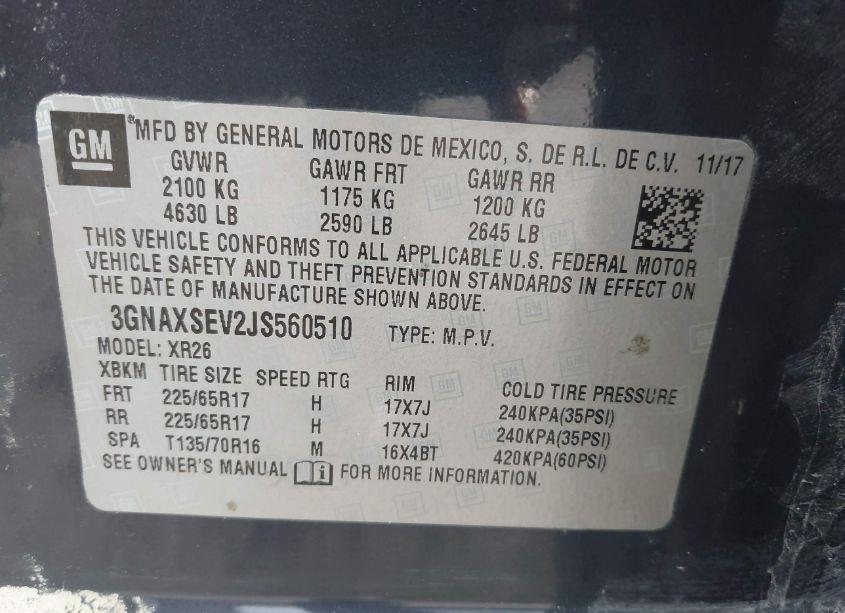 GM
MFD BY GENERAL MOTORS DE MEXICO, S. DE R.L. DE C.V. 11/17
GVWR GAWR FRT GAWR RR
2100 KG 1175 KG 1200 KG
4630 LB 2590 LB 2645 LB
THIS VEHICLE CONFORMS TO ALL APPLICABLE U.S. FEDERAL MOTOR
VEHICLE SAFETY AND THEFT PREVENTION STANDARDS IN EFFECT ON
THE DATE OF MANUFACTURE SHOWN ABOVE.
3GNAXSEV2JS560510 TYPE: M.P.V.
MODEL: XR26
XBKM TIRE SIZE SPEED RTG RIM COLD TIRE PRESSURE
FRT 225/65R17 H 17X7J 240KPA(35PSI)
RR 225/65R17 H 17X7J 240KPA(35PSI)
SPA T135/70R16 M 16X4BT 420KPA(60PSI)
SEE OWNER'S MANUAL i FOR MORE INFORMATION.